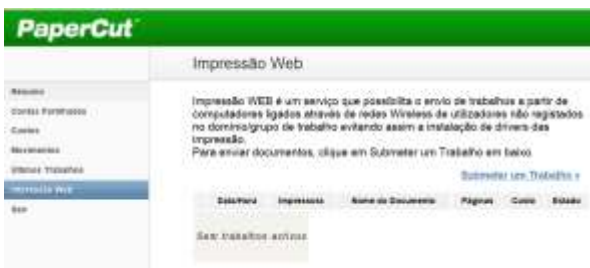 PaperCut
Impressão Web
Resumo
Contas Partilhadas
Cartões
Movimentos
Últimos Trabalhos
Impressão Web
Sair
Impressão WEB é um serviço que possibilita o envio de trabalhos a partir de
computadores ligados através de redes Wireless de utilizadores não registados
no domínio/grupo de trabalho evitando assim a instalação de drivers das
impressão.
Para enviar documentos, clique em Submeter um Trabalho em baixo.
Submeter um Trabalho »
Data/Hora Impressora Nome do Documento Páginas Custo Estado
Sem trabalhos activos